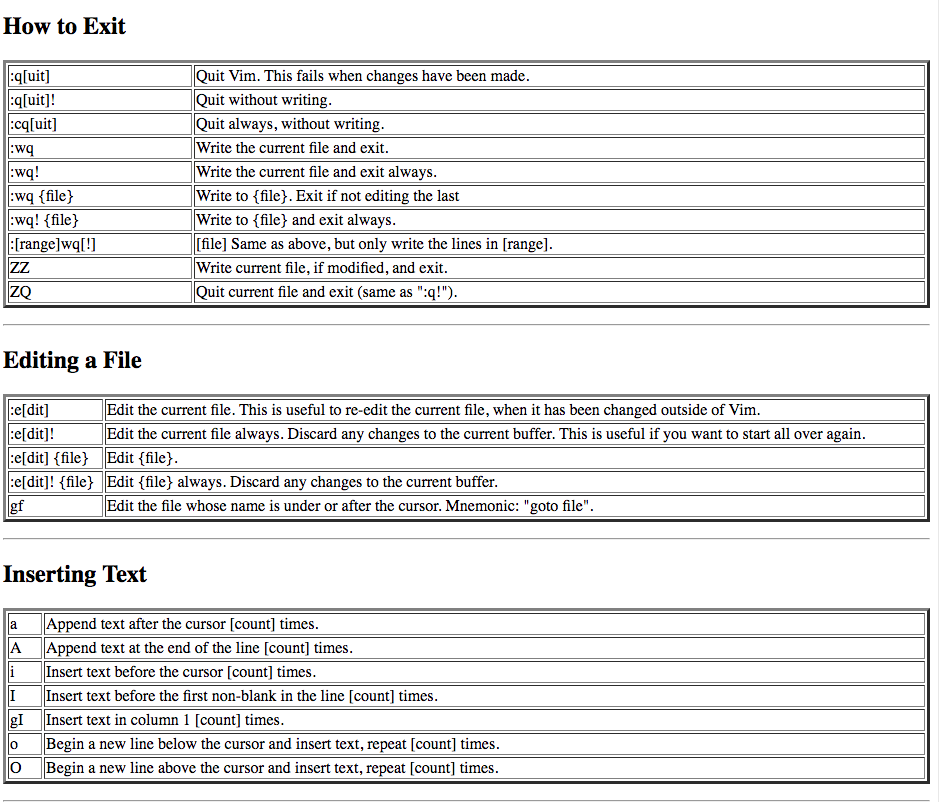 How to Exit
:q[uit] Quit Vim. This fails when changes have been made.
:q[uit]! Quit without writing.
:cq[uit] Quit always, without writing.
:wq Write the current file and exit.
:wq! Write the current file and exit always.
:wq {file} Write to {file}. Exit if not editing the last
:wq! {file} Write to {file} and exit always.
:[range]wq[!] [file] Same as above, but only write the lines in [range].
ZZ Write current file, if modified, and exit.
ZQ Quit current file and exit (same as ":q!").
Editing a File
:e[dit] Edit the current file. This is useful to re-edit the current file, when it has been changed outside of Vim.
:e[dit]! Edit the current file always. Discard any changes to the current buffer. This is useful if you want to start all over again.
:e[dit] {file} Edit {file}.
:e[dit]! {file} Edit {file} always. Discard any changes to the current buffer.
gf Edit the file whose name is under or after the cursor. Mnemonic: "goto file".
Inserting Text
a Append text after the cursor [count] times.
A Append text at the end of the line [count] times.
i Insert text before the cursor [count] times.
I Insert text before the first non-blank in the line [count] times.
gI Insert text in column 1 [count] times.
o Begin a new line below the cursor and insert text, repeat [count] times.
O Begin a new line above the cursor and insert text, repeat [count] times.